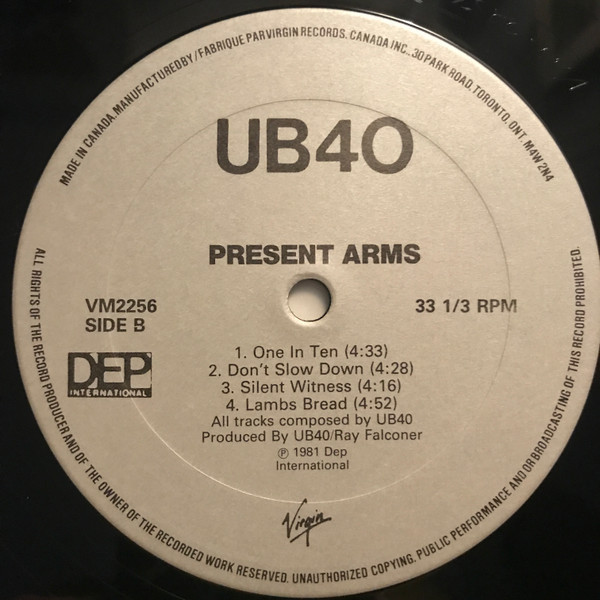 MADE IN CANADA. MANUFACTURED BY / FABRIQUE PAR VIRGIN RECORDS. CANADA INC., 30 PARK ROAD. TORONTO. ONT. M4W 2N4
UB40
PRESENT ARMS
VM2256
SIDE B
33 1/3 RPM
DEP
INTERNATIONAL
1. One In Ten (4:33)
2. Don't Slow Down (4:28)
3. Silent Witness (4:16)
4. Lambs Bread (4:52)
All tracks composed by UB40
Produced By UB40/Ray Falconer
℗ 1981 Dep
International
Virgin
ALL RIGHTS OF THE RECORD PRODUCER AND OF THE OWNER OF THE RECORDED WORK RESERVED. UNAUTHORIZED COPYING. PUBLIC PERFORMANCE AND OR BROADCASTING OF THIS RECORD PROHIBITED.